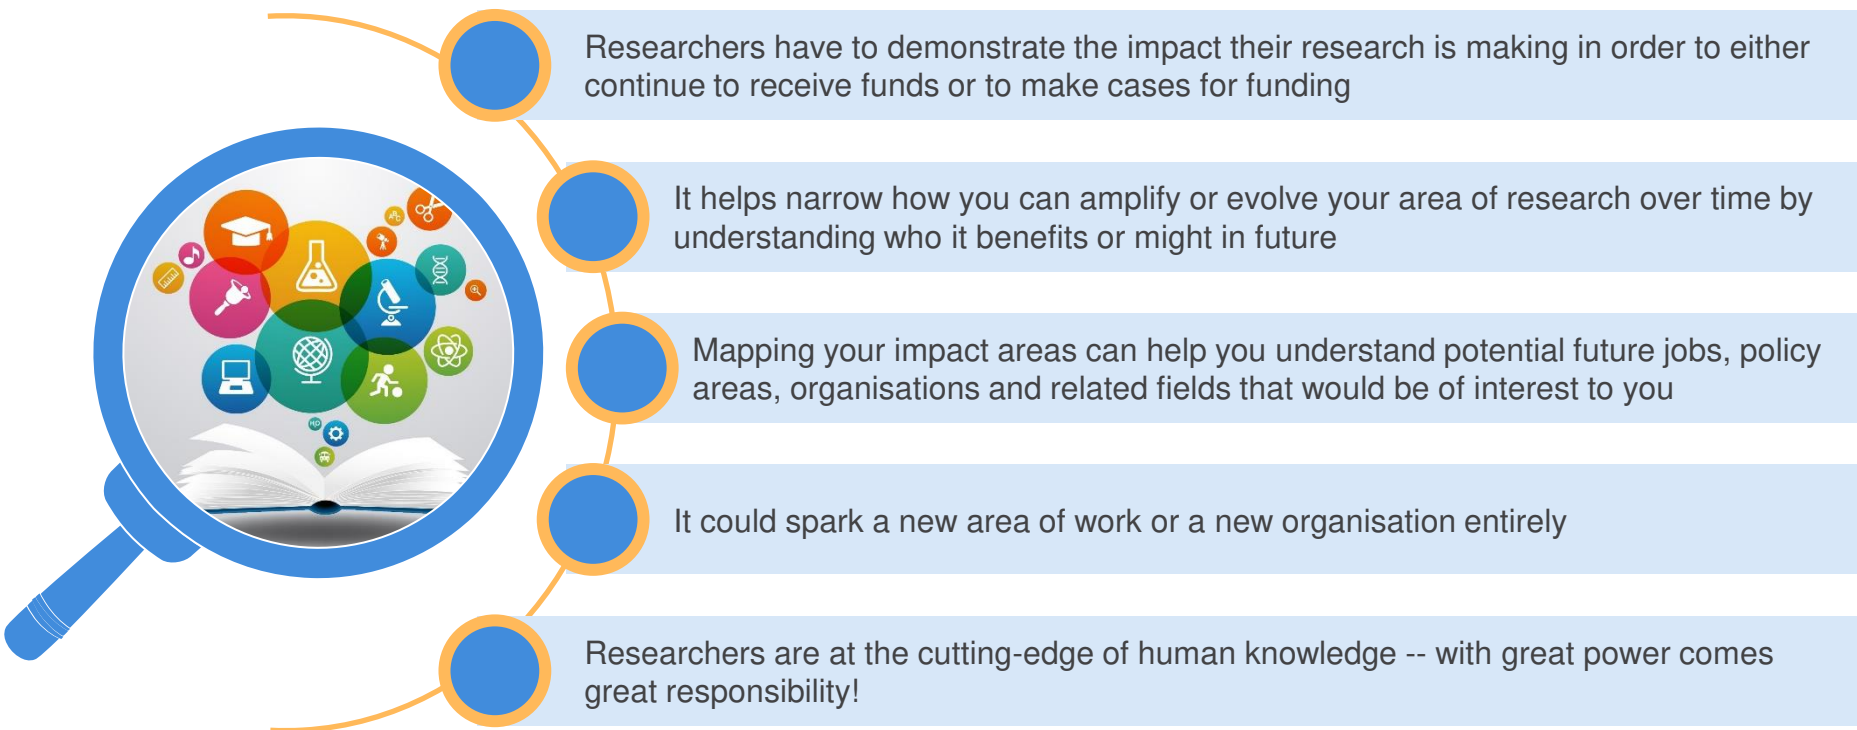 Researchers have to demonstrate the impact their research is making in order to either
continue to receive funds or to make cases for funding
It helps narrow how you can amplify or evolve your area of research over time by
understanding who it benefits or might in future
Mapping your impact areas can help you understand potential future jobs, policy
areas, organisations and related fields that would be of interest to you
It could spark a new area of work or a new organisation entirely
Researchers are at the cutting-edge of human knowledge -- with great power comes
great responsibility!